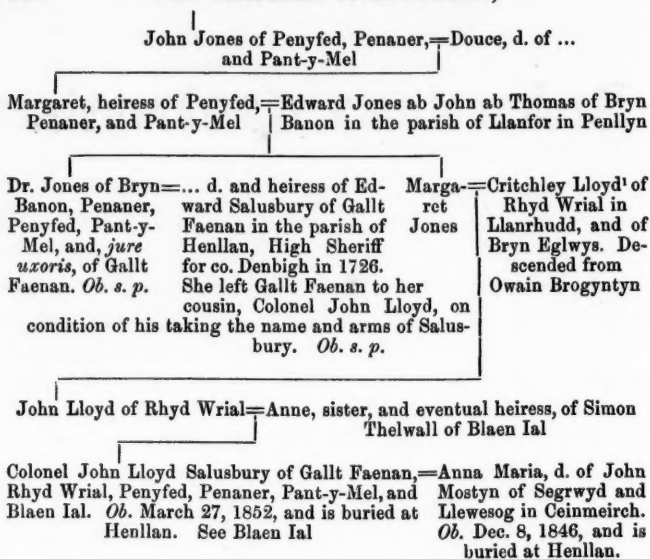 John Jones of Penyfed, Penaner,=Douce, d. of ...
and Pant-y-Mel
Margaret, heiress of Penyfed,=Edward Jones ab John ab Thomas of Bryn
Penaner, and Pant-y-Mel
Banon in the parish of Llanfor in Penllyn
Dr. Jones of Bryn=
Banon, Penaner,
Penyfed, Pant-y-
Mel, and, jure
uxoris, of Gallt
Faenan. Ob. s. p.
... d. and heiress of Ed-
ward Salusbury of Gallt
Faenan in the parish of
Henllan, High Sheriff
for co. Denbigh in 1726.
She left Gallt Faenan to her
cousin, Colonel John Lloyd, on
condition of his taking the name and arms of Salus-
bury. Ob. s. p.
Marga-=
ret
Jones
Critchley Lloyd¹ of
Rhyd Wrial in
Llanrhudd, and of
Bryn Eglwys. De-
scended from
Owain Brogyntyn
John Lloyd of Rhyd Wrial=Anne, sister, and eventual heiress, of Simon
Thelwall of Blaen Ial
Colonel John Lloyd Salusbury of Gallt Faenan,=
Rhyd Wrial, Penyfed, Penaner, Pant-y-Mel, and
Blaen Ial. Ob. March 27, 1852, and is buried at
Henllan. See Blaen Ial
Anna Maria, d. of John
Mostyn of Segrwyd and
Llewesog in Ceinmeirch.
Ob. Dec. 8, 1846, and is
buried at Henllan.